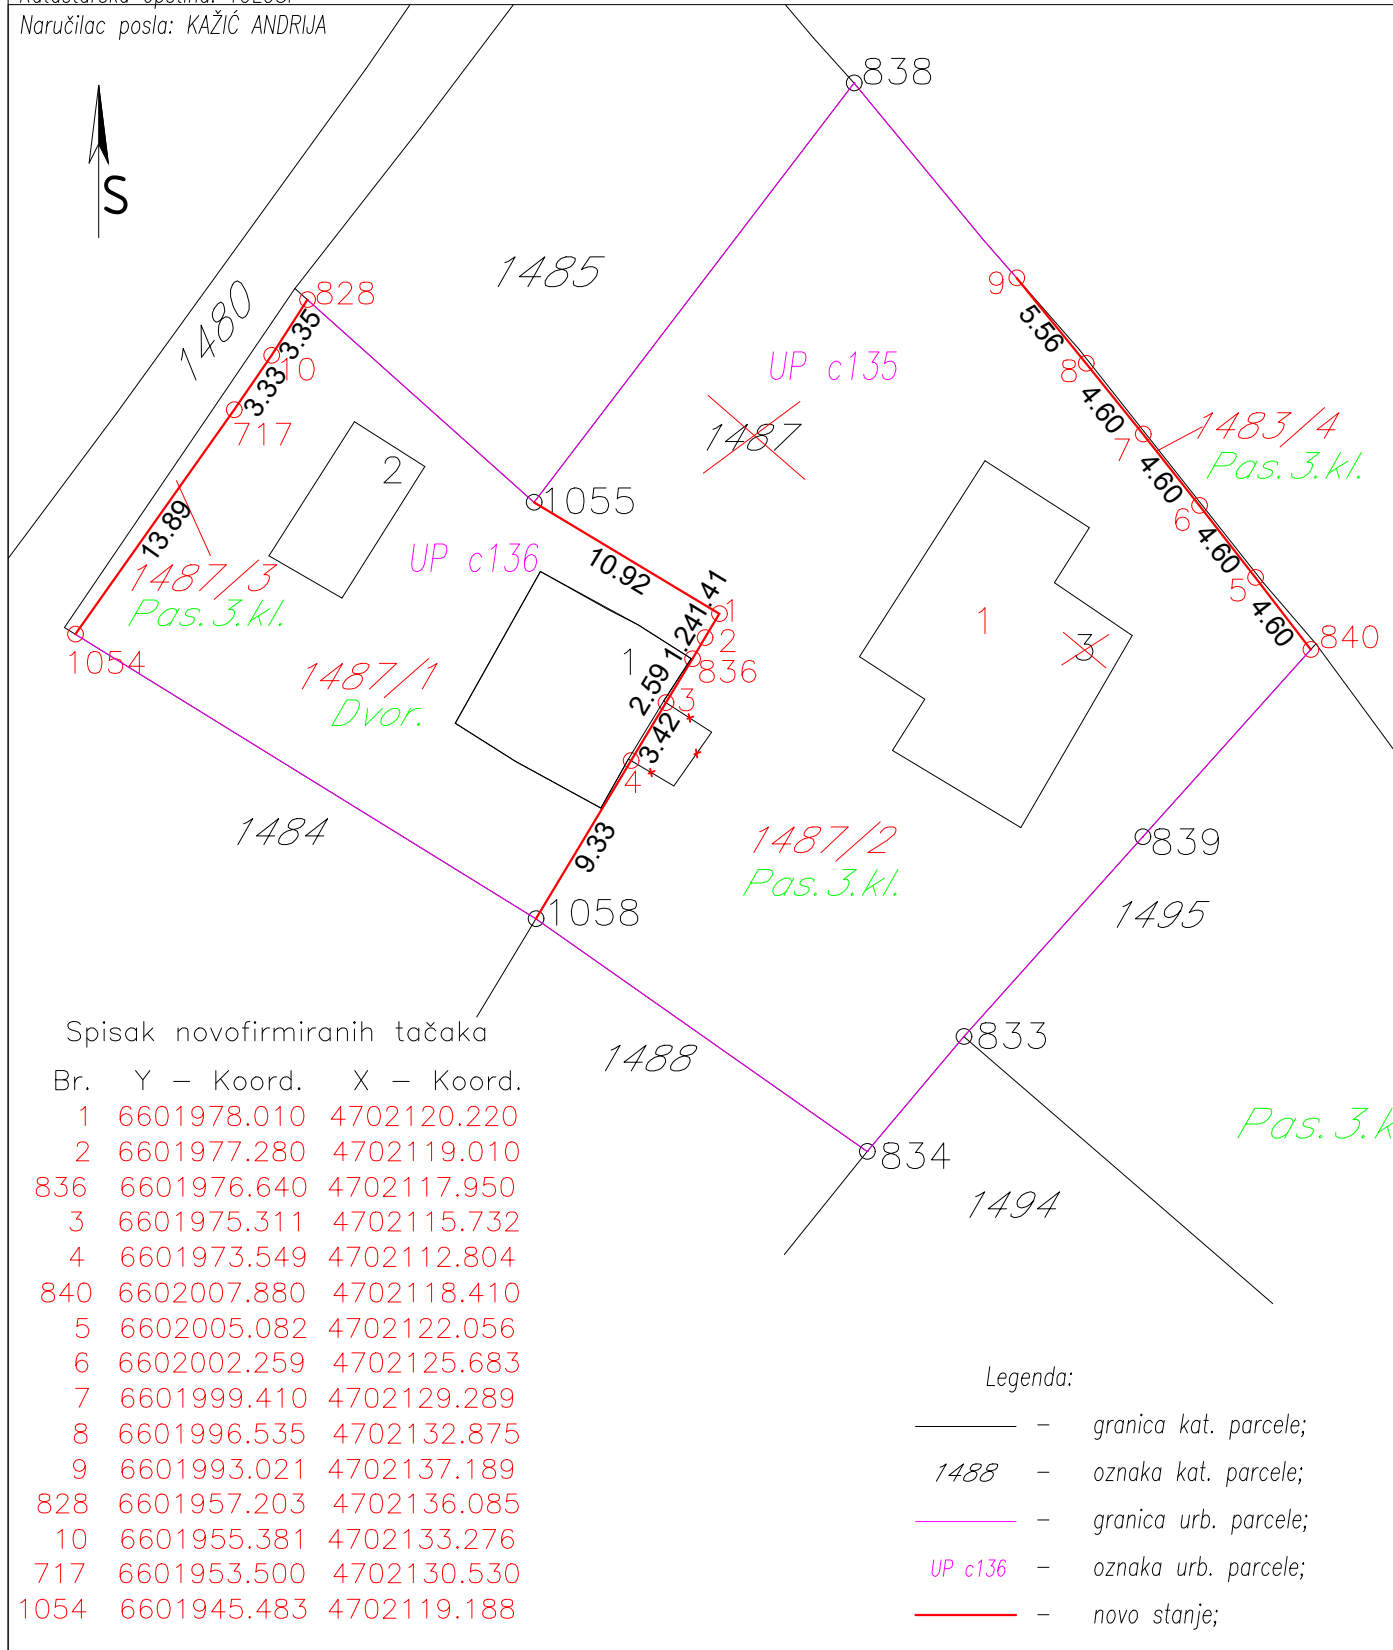 Naručilac posla: KAŽIĆ ANDRIJA
838
S
1485
1480
828
9
3.35
10
5.56
UP c135
8
3.33
717
1487
4.60
7
1483/4
Pas.3.kl.
2
1055
4.60
6
13.89
UP c136
10.92
4.60
5
1487/3
Pas.3.kl.
1.41
1
1.24
2
1
3
4.60
840
1054
1
836
1487/1
Dvor.
2.59
3
3.42
4
1484
9.33
1487/2
Pas.3.kl.
839
1058
1495
Spisak novofirmiranih tačaka
833
1488
Br. Y – Koord. X – Koord.
1 6601978.010 4702120.220
2 6601977.280 4702119.010
836 6601976.640 4702117.950
3 6601975.311 4702115.732
4 6601973.549 4702112.804
840 6602007.880 4702118.410
5 6602005.082 4702122.056
6 6602002.259 4702125.683
7 6601999.410 4702129.289
8 6601996.535 4702132.875
9 6601993.021 4702137.189
828 6601957.203 4702136.085
10 6601955.381 4702133.276
717 6601953.500 4702130.530
1054 6601945.483 4702119.188
Pas.3.k
834
1494
Legenda:
– granica kat. parcele;
1488 – oznaka kat. parcele;
– granica urb. parcele;
UP c136 – oznaka urb. parcele;
– novo stanje;